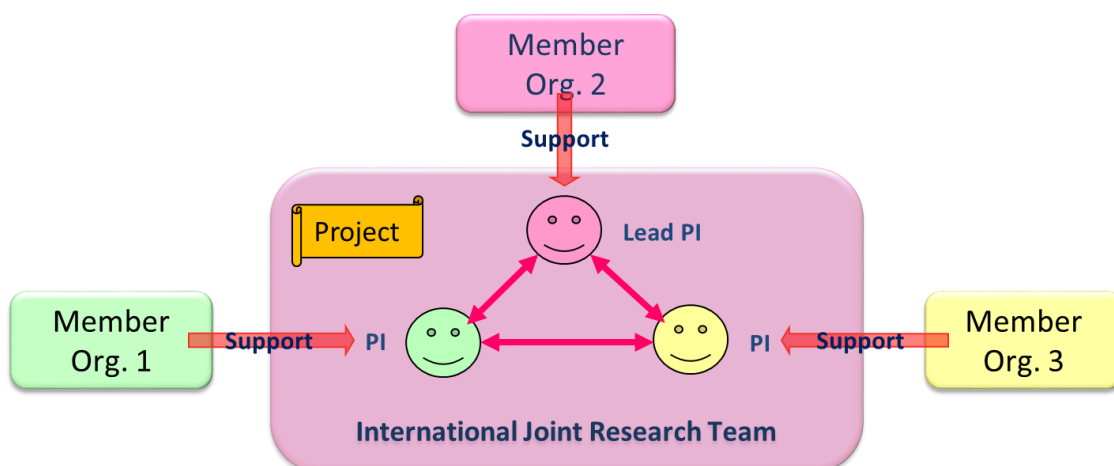 Member
Org. 2
Support
Project
Lead PI
Member
Org. 1
Support
PI
PI
Support
Member
Org. 3
International Joint Research Team